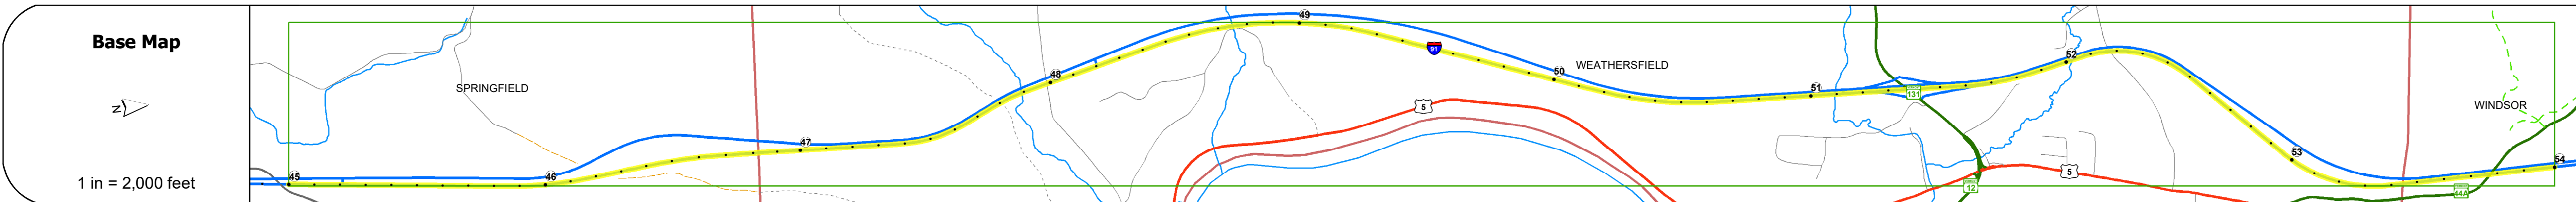 Base Map
N
1 in = 2,000 feet
SPRINGFIELD
WEATHERSFIELD
WINDSOR
45
46
47
48
49
50
51
52
53
54
91
5
131
12
5
44A